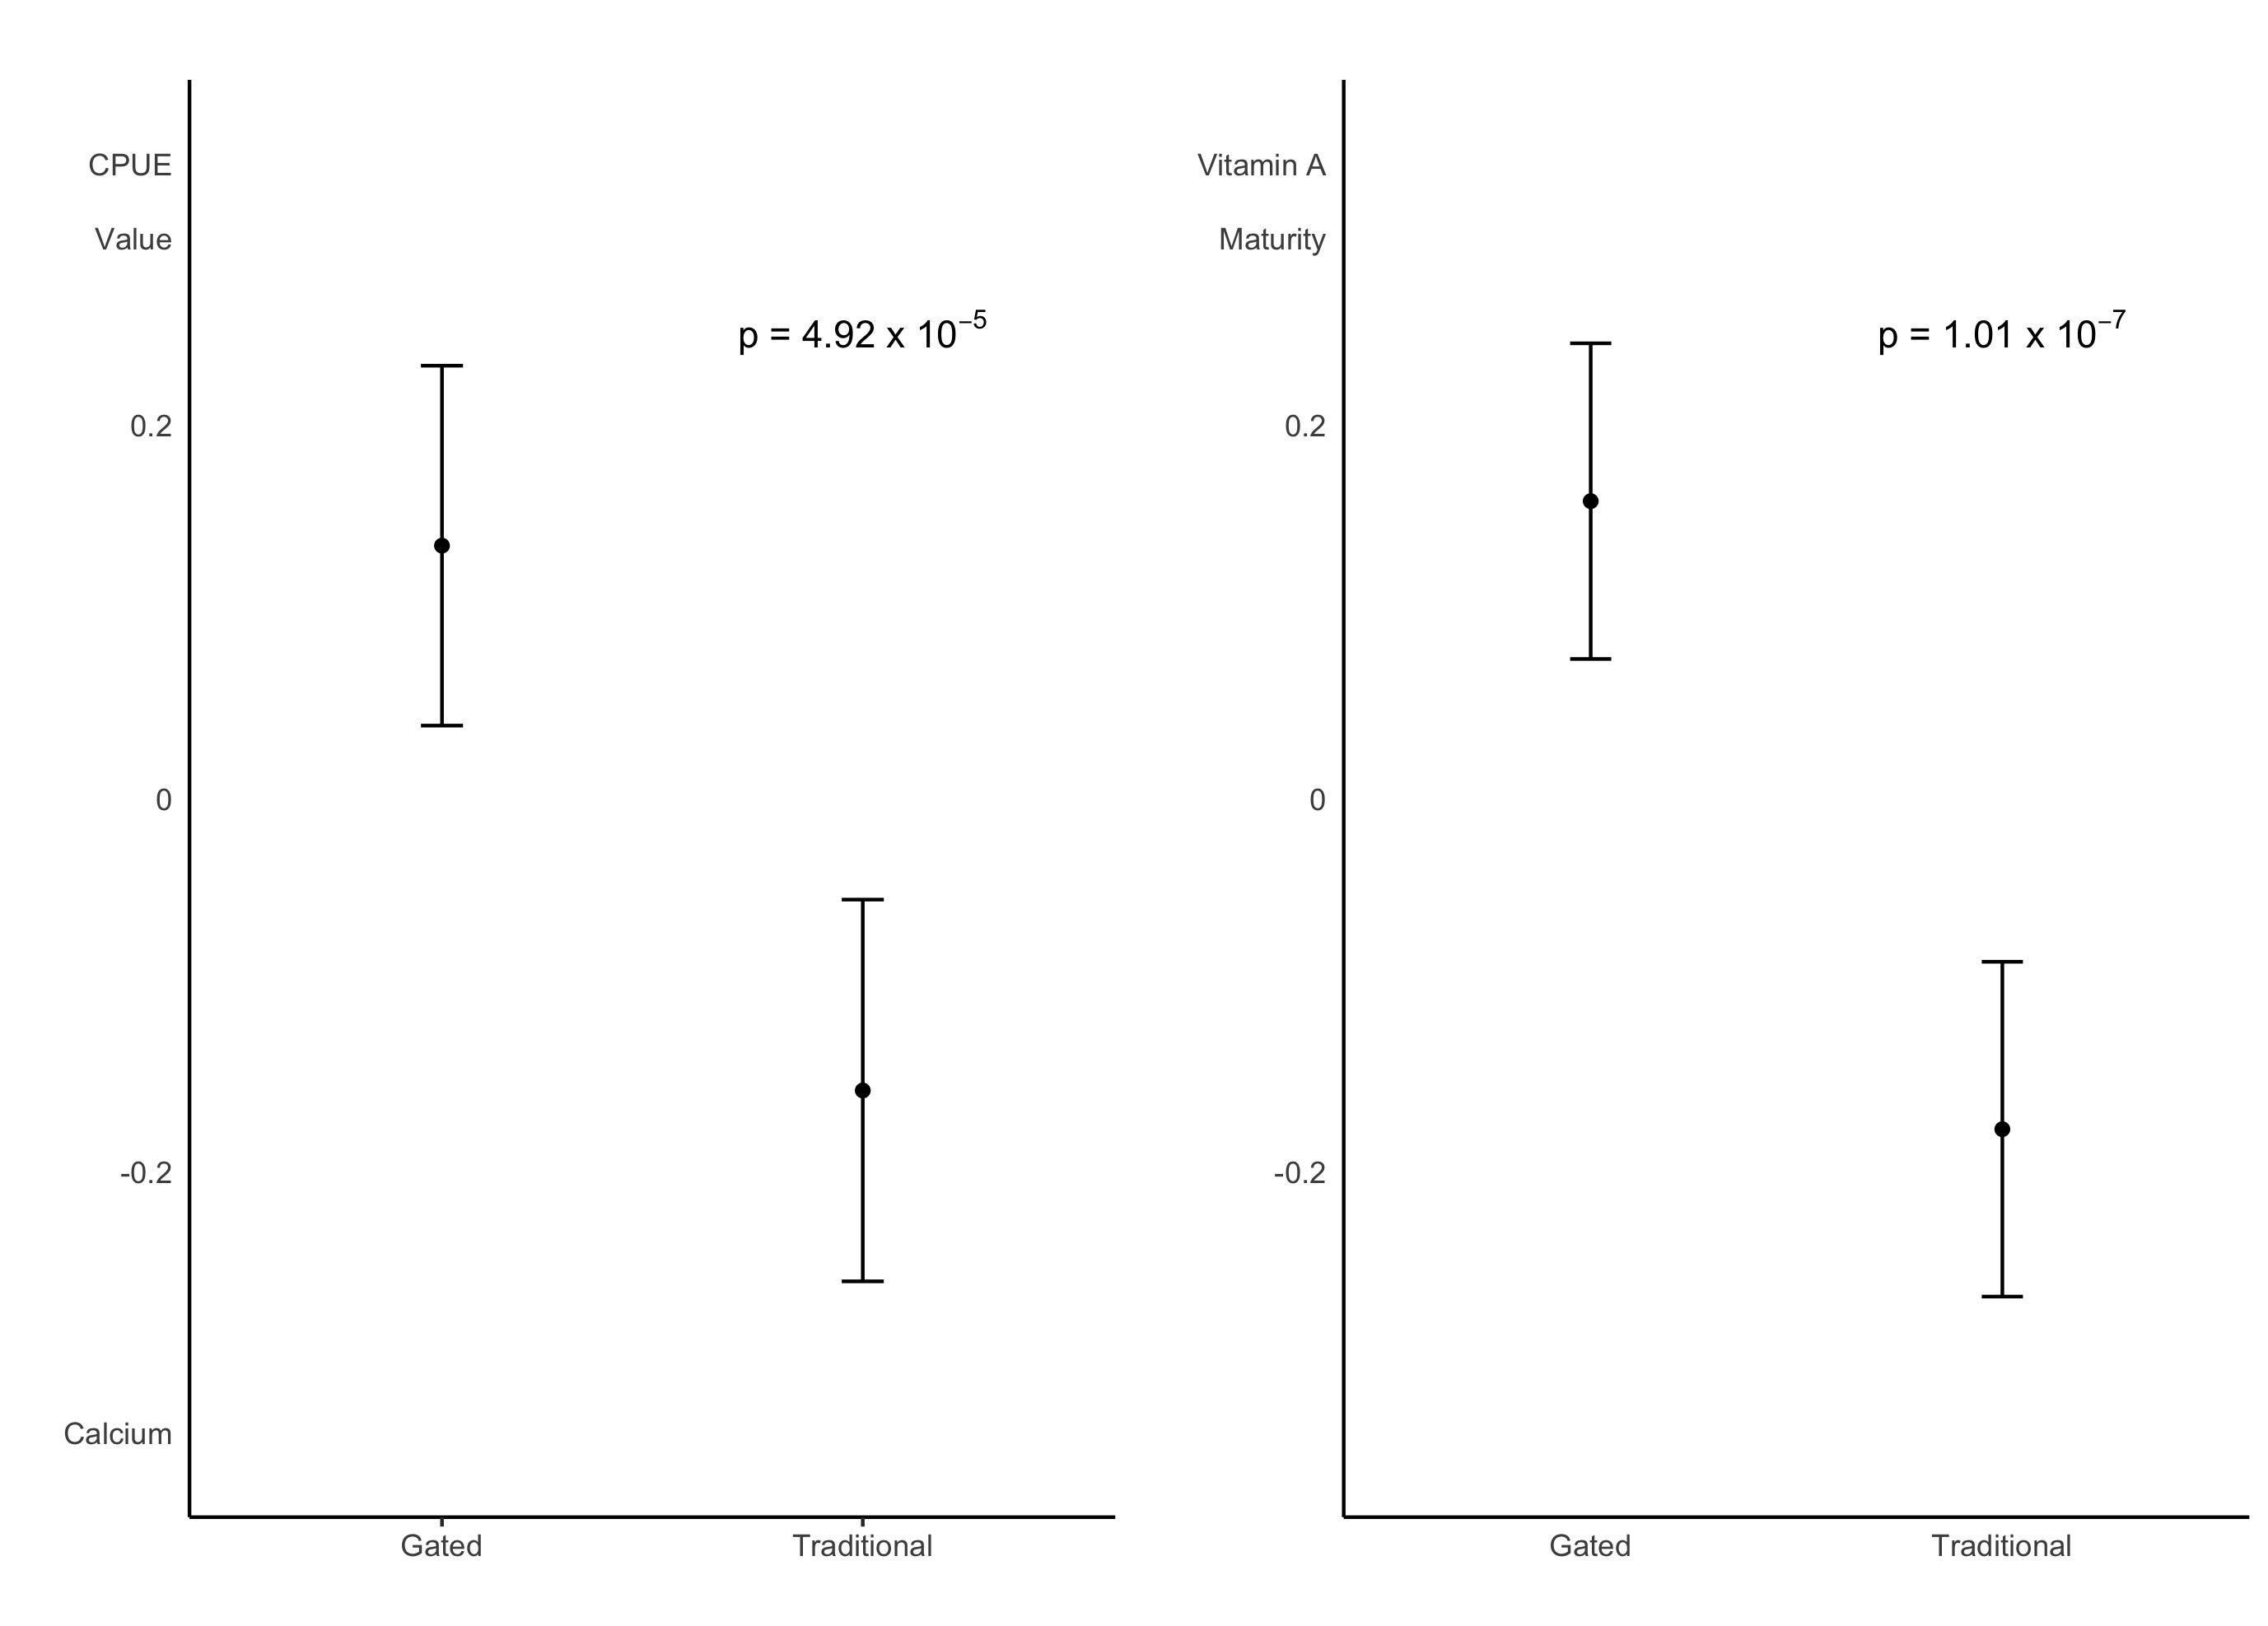 CPUE
Value
p = 4.92 x 10⁻⁵
0.2
0
-0.2
Calcium
Gated
Traditional
Vitamin A
Maturity
p = 1.01 x 10⁻⁷
0.2
0
-0.2
Gated
Traditional